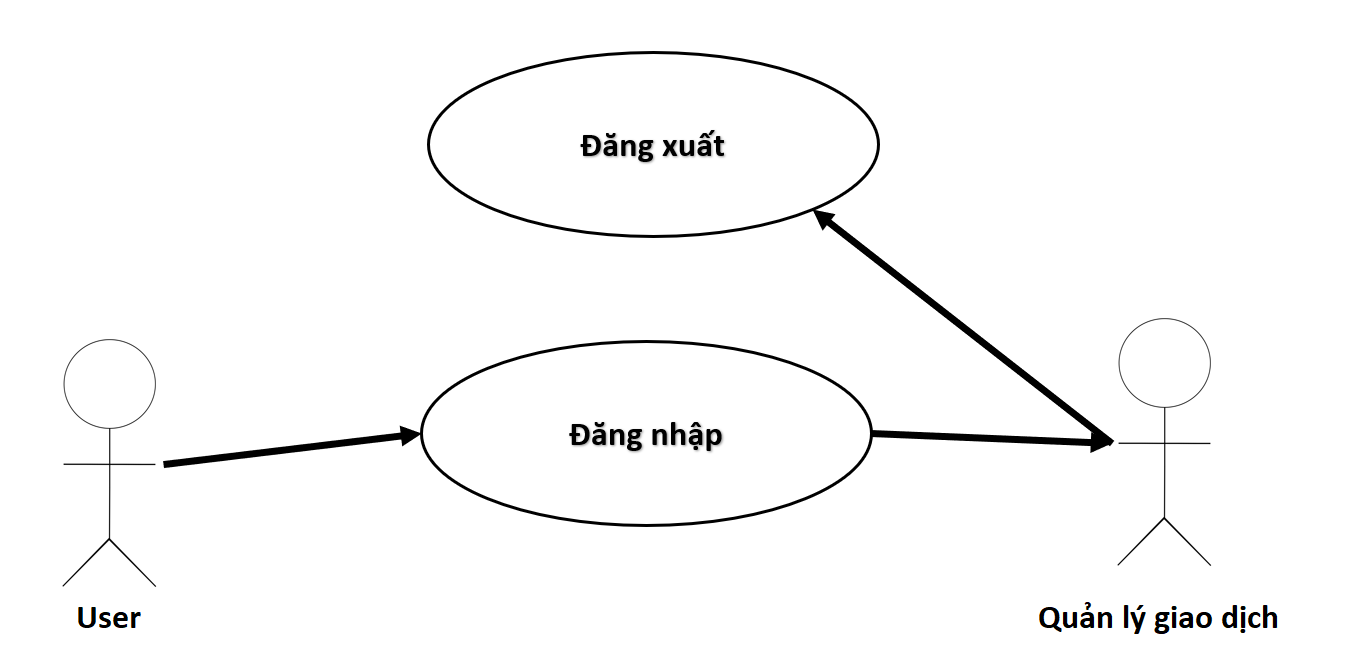 Đăng xuất
Đăng nhập
User
Quản lý giao dịch